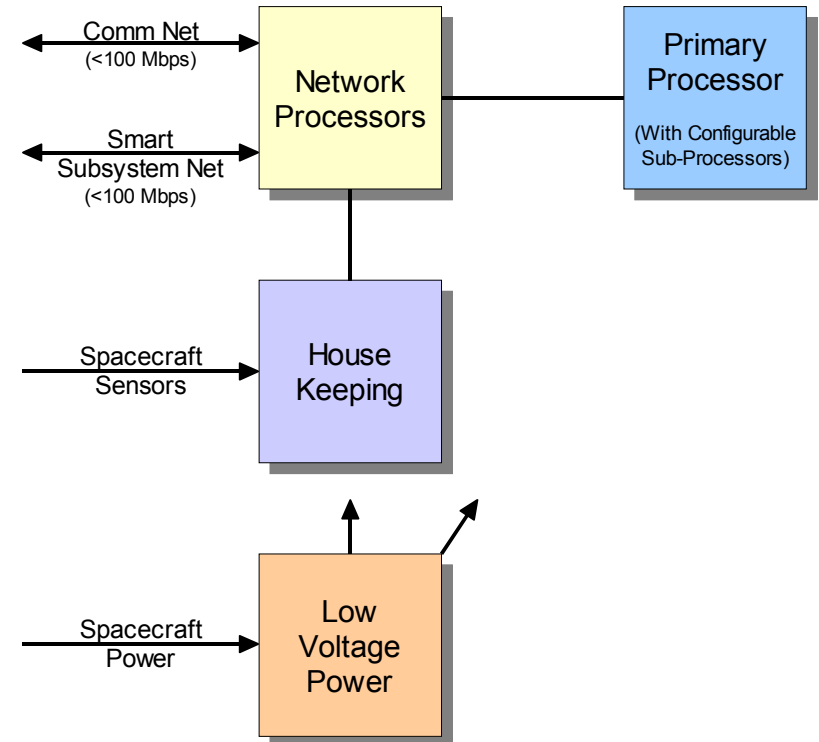 Comm Net
(<100 Mbps)
Network
Processors
Primary
Processor
(With Configurable
Sub-Processors)
Smart
Subsystem Net
(<100 Mbps)
Spacecraft
Sensors
House
Keeping
Spacecraft
Power
Low
Voltage
Power